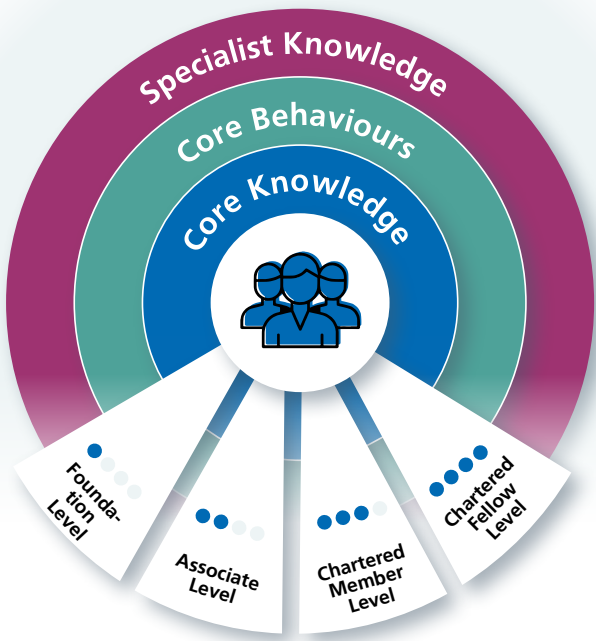 Specialist Knowledge
Core Behaviours
Core Knowledge
Founda-
tion
Level
Associate
Level
Chartered
Member
Level
Chartered
Fellow
Level